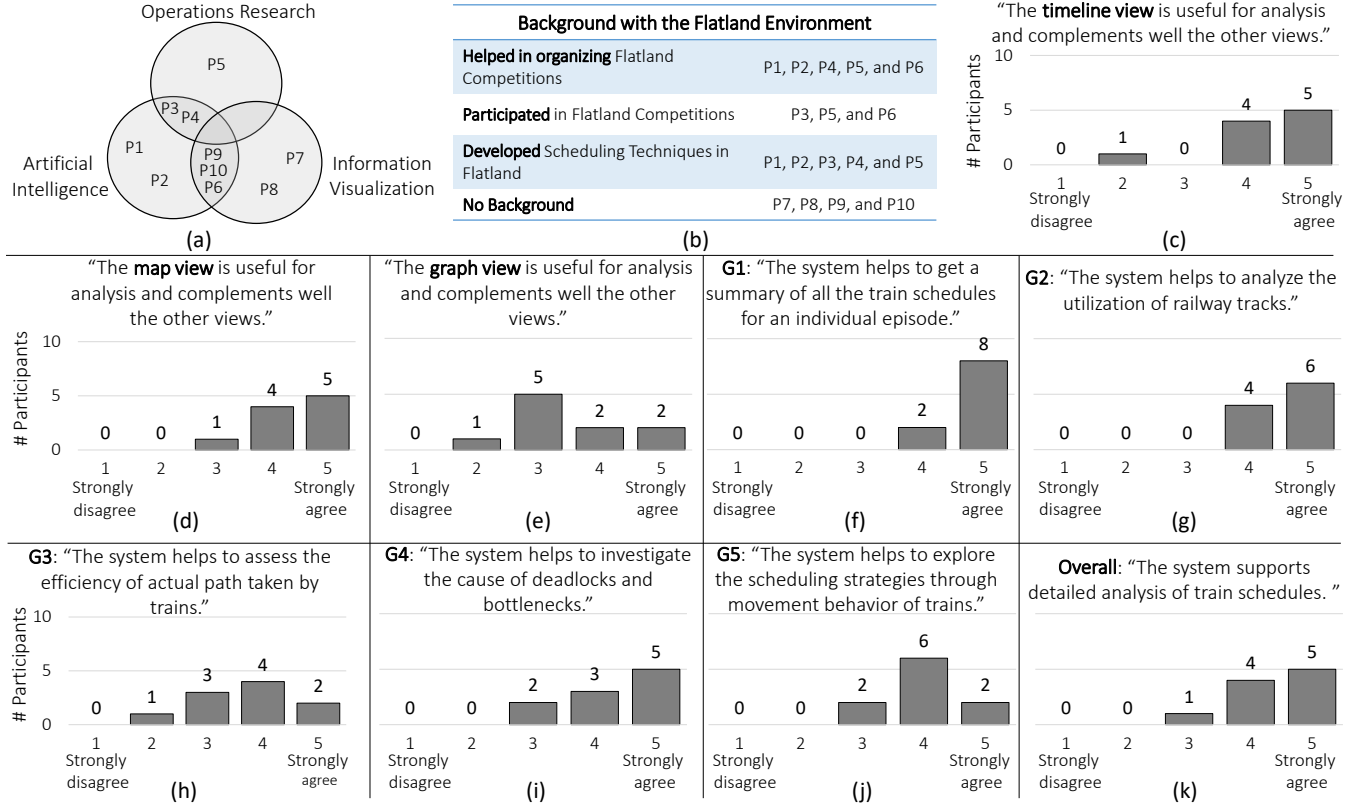 Operations Research
P5
P3
P4
P1
P2
P9
P10
P6
P7
P8
Artificial
Intelligence
Information
Visualization
(a)
Background with the Flatland Environment
Helped in organizing Flatland
Competitions
P1, P2, P4, P5, and P6
Participated in Flatland Competitions
P3, P5, and P6
Developed Scheduling Techniques in
Flatland
P1, P2, P3, P4, and P5
No Background
P7, P8, P9, and P10
(b)
“The timeline view is useful for analysis
and complements well the other views.”
# Participants
10
5
0
0
1
0
4
5
1
2
3
4
5
Strongly
disagree
Strongly
agree
(c)
“The map view is useful for
analysis and complements well
the other views.”
# Participants
10
5
0
0
0
1
4
5
1
2
3
4
5
Strongly
disagree
Strongly
agree
(d)
“The graph view is useful for analysis
and complements well the other
views.”
0
1
5
2
2
1
2
3
4
5
Strongly
disagree
Strongly
agree
(e)
G1: “The system helps to get a
summary of all the train schedules
for an individual episode.”
0
0
0
2
8
1
2
3
4
5
Strongly
disagree
Strongly
agree
(f)
G2: “The system helps to analyze the
utilization of railway tracks.”
0
0
0
4
6
1
2
3
4
5
Strongly
disagree
Strongly
agree
(g)
G3: “The system helps to assess the
efficiency of actual path taken by
trains.”
# Participants
10
5
0
0
1
3
4
2
1
2
3
4
5
Strongly
disagree
Strongly
agree
(h)
G4: “The system helps to investigate
the cause of deadlocks and
bottlenecks.”
0
0
2
3
5
1
2
3
4
5
Strongly
disagree
Strongly
agree
(i)
G5: “The system helps to explore
the scheduling strategies through
movement behavior of trains.”
0
0
2
6
2
1
2
3
4
5
Strongly
disagree
Strongly
agree
(j)
Overall: “The system supports
detailed analysis of train schedules. ”
0
0
1
4
5
1
2
3
4
5
Strongly
disagree
Strongly
agree
(k)